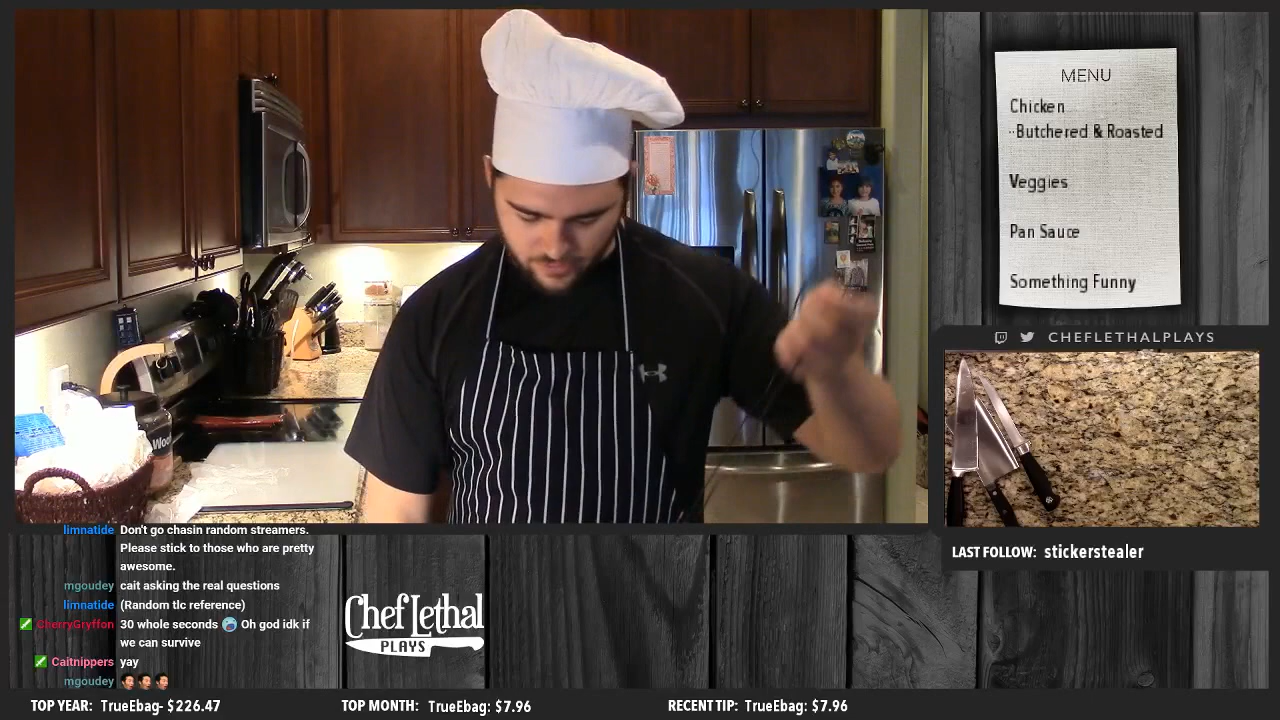 MENU
Chicken
--Butchered & Roasted
Veggies
Pan Sauce
Something Funny
CHEFLETHALPLAYS
LAST FOLLOW: stickerstealer
limnatide Don't go chasin random streamers.
Please stick to those who are pretty
awesome.
mgoudey cait asking the real questions
limnatide (Random tlc reference)
CherryGryffon 30 whole seconds Oh god idk if
we can survive
Caitnippers yay
mgoudey
Chef Lethal
PLAYS
TOP YEAR: TrueEbag- $226.47
TOP MONTH: TrueEbag: $7.96
RECENT TIP: TrueEbag: $7.96